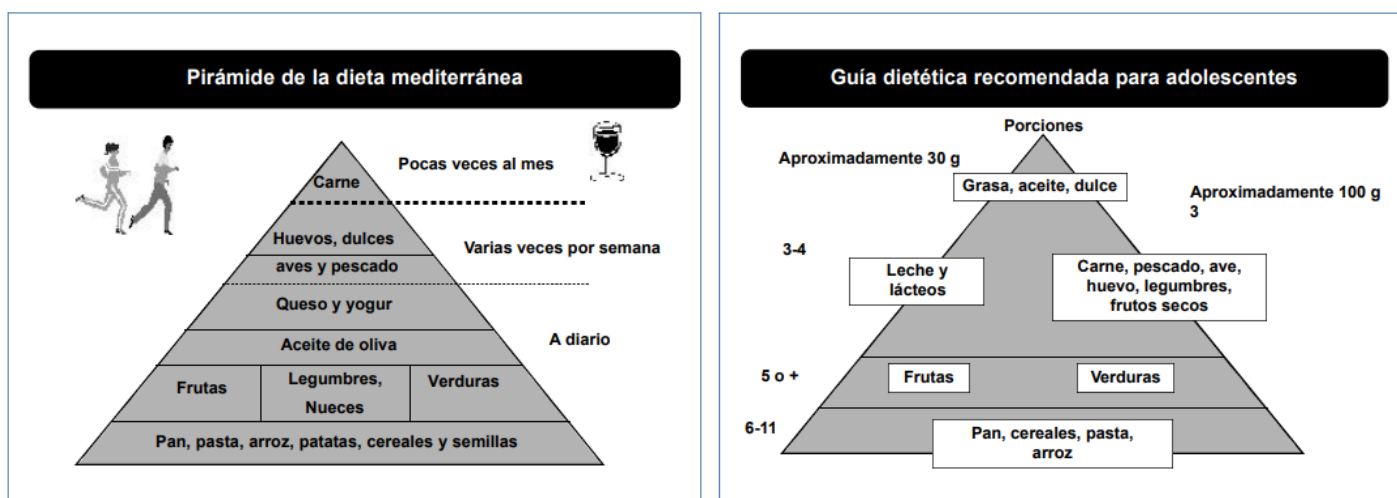 Pirámide de la dieta mediterránea
Pocas veces al mes
Carne
Huevos, dulces
Varias veces por semana
aves y pescado
Queso y yogur
Aceite de oliva
A diario
Frutas
Legumbres,
Nueces
Verduras
Pan, pasta, arroz, patatas, cereales y semillas
Guía dietética recomendada para adolescentes
Porciones
Aproximadamente 30 g
Grasa, aceite, dulce
Aproximadamente 100 g
3
3-4
Leche y
lácteos
Carne, pescado, ave,
huevo, legumbres,
frutos secos
5 o +
Frutas
Verduras
6-11
Pan, cereales, pasta,
arroz